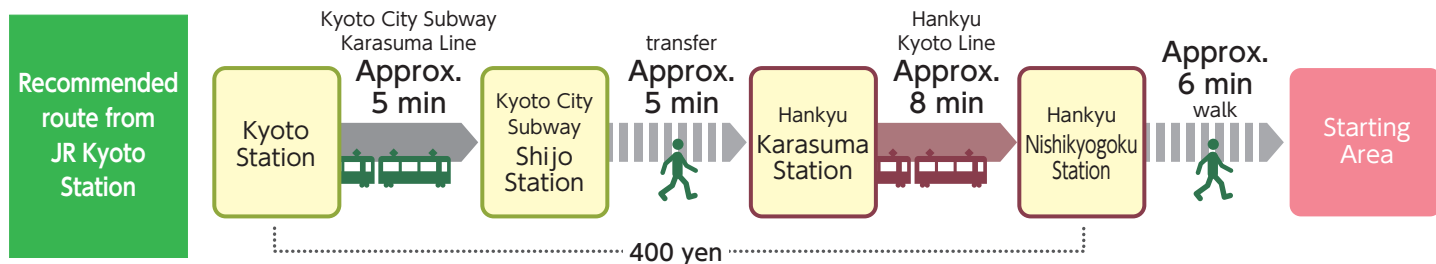 Recommended
route from
JR Kyoto
Station
Kyoto
Station
Kyoto City Subway
Karasuma Line
Approx.
5 min
Kyoto City
Subway
Shijo
Station
transfer
Approx.
5 min
Hankyu
Karasuma
Station
Hankyu
Kyoto Line
Approx.
8 min
Hankyu
Nishikyogoku
Station
Approx.
6 min
walk
Starting
Area
400 yen